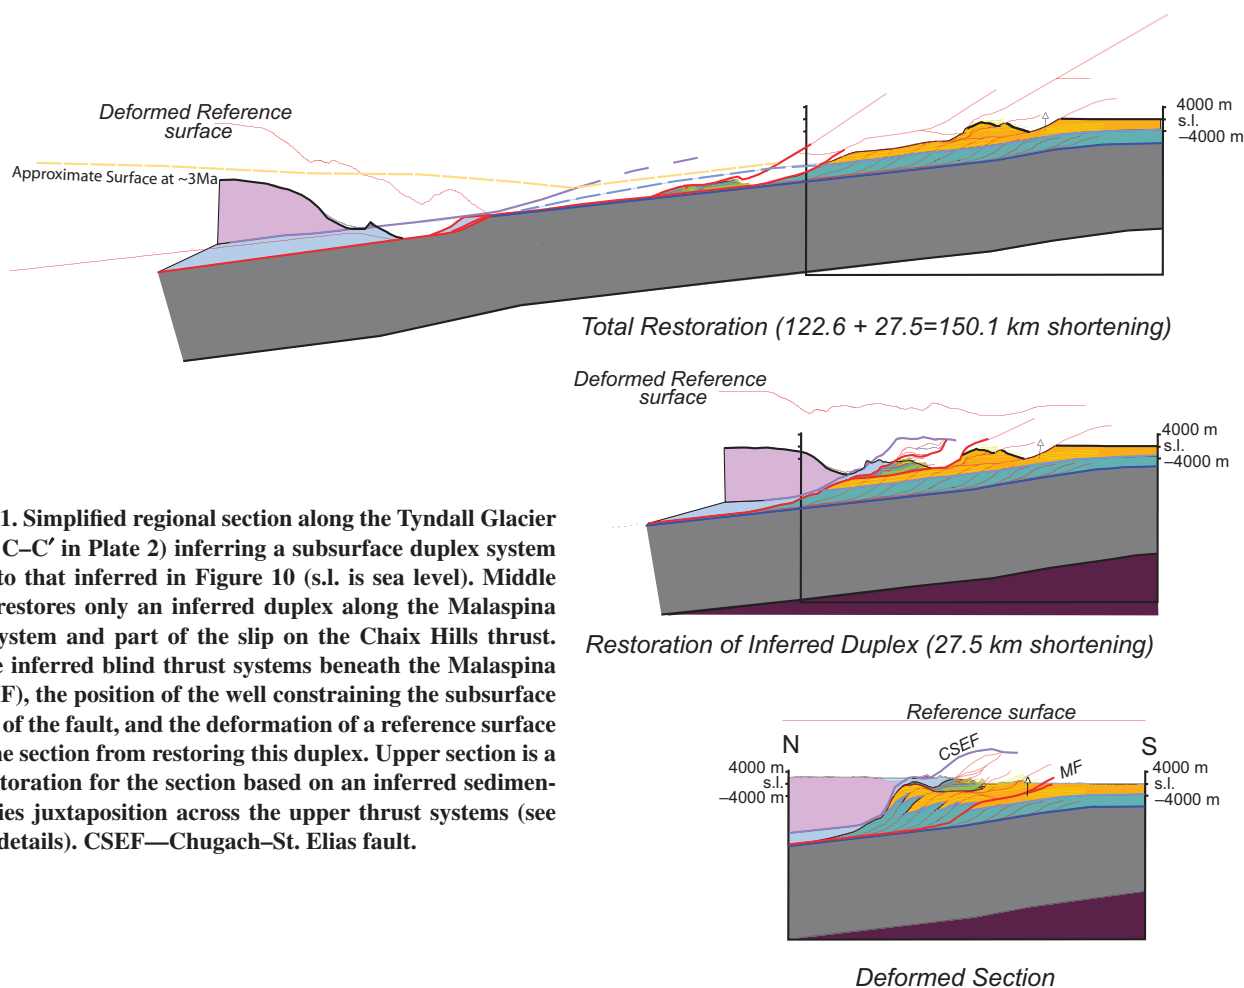 Deformed Reference
surface
Approximate Surface at ~3Ma
4000 m
s.l.
–4000 m
Total Restoration (122.6 + 27.5=150.1 km shortening)
Deformed Reference
surface
4000 m
s.l.
–4000 m
Restoration of Inferred Duplex (27.5 km shortening)
1. Simplified regional section along the Tyndall Glacier
C–C′ in Plate 2) inferring a subsurface duplex system
to that inferred in Figure 10 (s.l. is sea level). Middle
restores only an inferred duplex along the Malaspina
ystem and part of the slip on the Chaix Hills thrust.
e inferred blind thrust systems beneath the Malaspina
F), the position of the well constraining the subsurface
of the fault, and the deformation of a reference surface
ne section from restoring this duplex. Upper section is a
storation for the section based on an inferred sedimen-
ies juxtaposition across the upper thrust systems (see
details). CSEF—Chugach–St. Elias fault.
Reference surface
N
S
CSEF
MF
4000 m
s.l.
–4000 m
4000 m
s.l.
–4000 m
Deformed Section